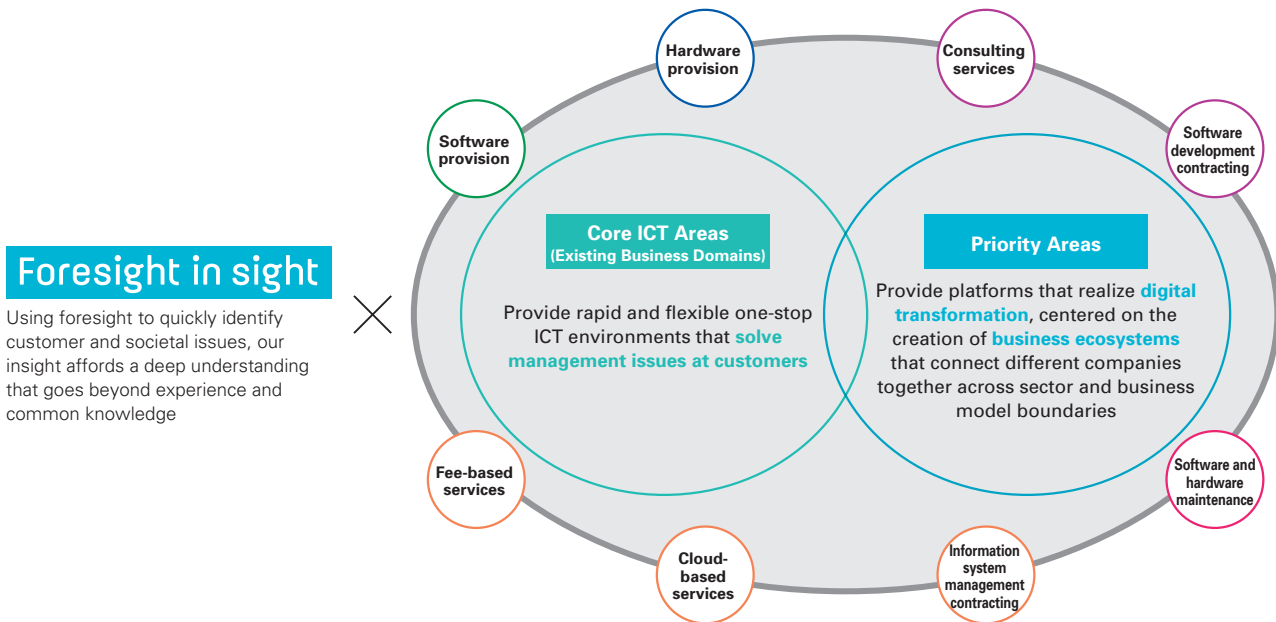 Foresight in sight
Using foresight to quickly identify
customer and societal issues, our
insight affords a deep understanding
that goes beyond experience and
common knowledge
Hardware
provision
Consulting
services
Software
provision
Software
development
contracting
Core ICT Areas
(Existing Business Domains)
Provide rapid and flexible one-stop
ICT environments that solve
management issues at customers
Priority Areas
Provide platforms that realize digital
transformation, centered on the
creation of business ecosystems
that connect different companies
together across sector and business
model boundaries
Fee-based
services
Software and
hardware
maintenance
Cloud-
based
services
Information
system
management
contracting